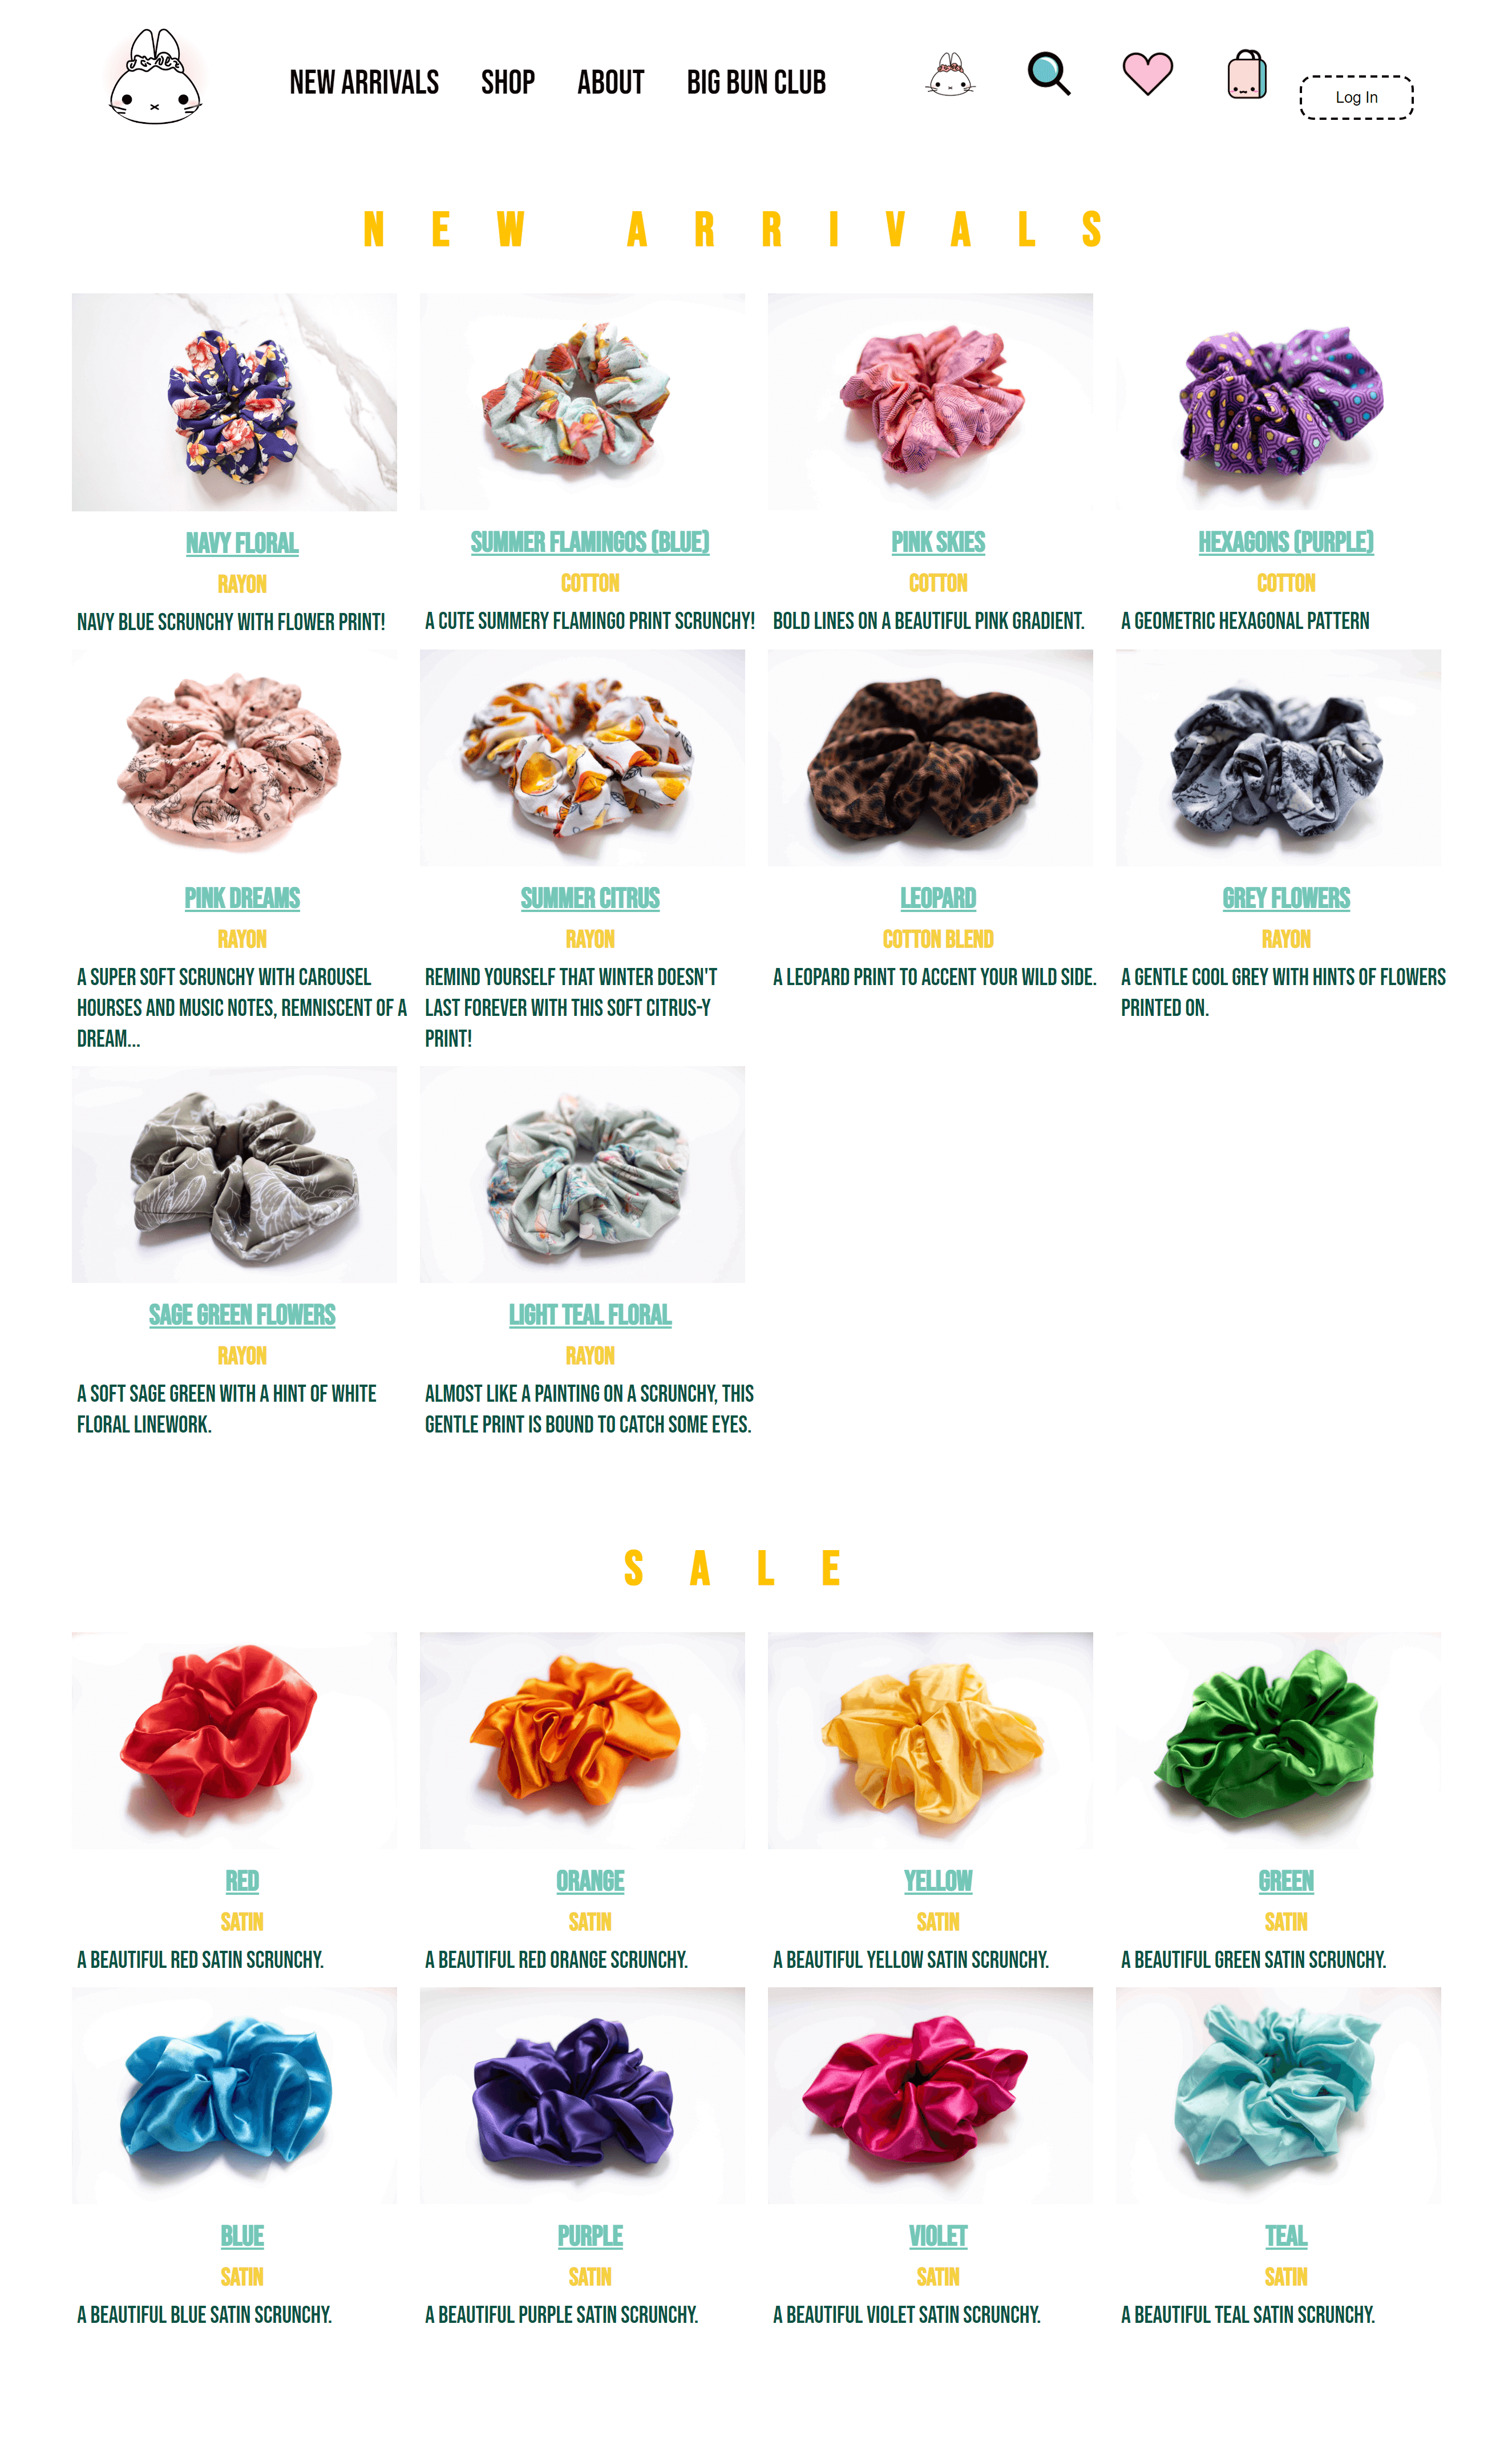 NEW ARRIVALS SHOP ABOUT BIG BUN CLUB Log In
NEW ARRIVALS
NAVY FLORAL
RAYON
NAVY BLUE SCRUNCHY WITH FLOWER PRINT!
SUMMER FLAMINGOS (BLUE)
COTTON
A CUTE SUMMERY FLAMINGO PRINT SCRUNCHY!
PINK SKIES
COTTON
BOLD LINES ON A BEAUTIFUL PINK GRADIENT.
HEXAGONS (PURPLE)
COTTON
A GEOMETRIC HEXAGONAL PATTERN
PINK DREAMS
RAYON
A SUPER SOFT SCRUNCHY WITH CAROUSEL
HOURSES AND MUSIC NOTES, REMNISCENT OF A
DREAM...
SUMMER CITRUS
RAYON
REMIND YOURSELF THAT WINTER DOESN'T
LAST FOREVER WITH THIS SOFT CITRUS-Y
PRINT!
LEOPARD
COTTON BLEND
A LEOPARD PRINT TO ACCENT YOUR WILD SIDE.
GREY FLOWERS
RAYON
A GENTLE COOL GREY WITH HINTS OF FLOWERS
PRINTED ON.
SAGE GREEN FLOWERS
RAYON
A SOFT SAGE GREEN WITH A HINT OF WHITE
FLORAL LINEWORK.
LIGHT TEAL FLORAL
RAYON
ALMOST LIKE A PAINTING ON A SCRUNCHY, THIS
GENTLE PRINT IS BOUND TO CATCH SOME EYES.
SALE
RED
SATIN
A BEAUTIFUL RED SATIN SCRUNCHY.
ORANGE
SATIN
A BEAUTIFUL RED ORANGE SCRUNCHY.
YELLOW
SATIN
A BEAUTIFUL YELLOW SATIN SCRUNCHY.
GREEN
SATIN
A BEAUTIFUL GREEN SATIN SCRUNCHY.
BLUE
SATIN
A BEAUTIFUL BLUE SATIN SCRUNCHY.
PURPLE
SATIN
A BEAUTIFUL PURPLE SATIN SCRUNCHY.
VIOLET
SATIN
A BEAUTIFUL VIOLET SATIN SCRUNCHY.
TEAL
SATIN
A BEAUTIFUL TEAL SATIN SCRUNCHY.